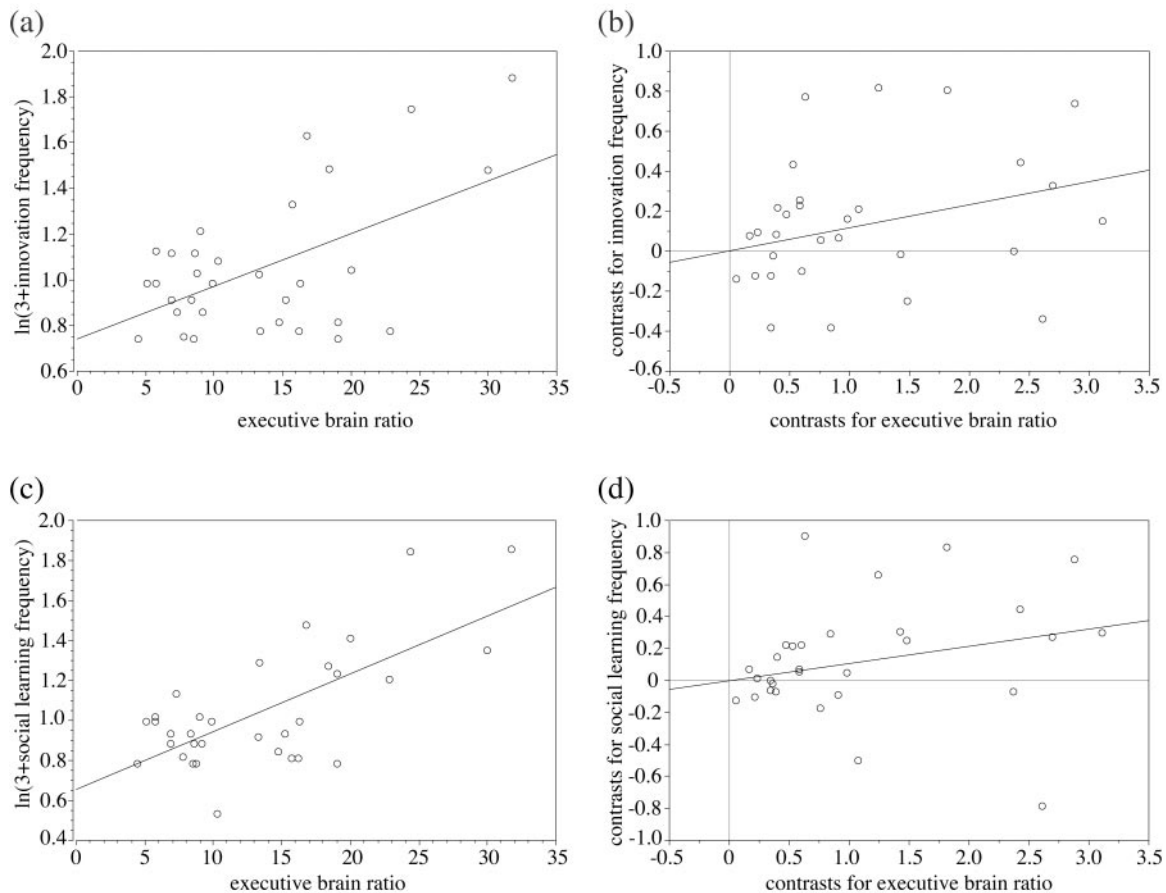 (a)
ln(3+innovation frequency)
2.0
1.8
1.6
1.4
1.2
1.0
0.8
0.6
0 5 10 15 20 25 30 35
executive brain ratio
(b)
contrasts for innovation frequency
1.0
0.8
0.6
0.4
0.2
0
-0.2
-0.4
-0.6
-0.5 0 0.5 1.0 1.5 2.0 2.5 3.0 3.5
contrasts for executive brain ratio
(c)
ln(3+social learning frequency)
2.0
1.8
1.6
1.4
1.2
1.0
0.8
0.6
0.4
0 5 10 15 20 25 30 35
executive brain ratio
(d)
contrasts for social learning frequency
1.0
0.8
0.6
0.4
0.2
0
-0.2
-0.4
-0.6
-0.8
-1.0
-0.5 0 0.5 1.0 1.5 2.0 2.5 3.0 3.5
contrasts for executive brain ratio